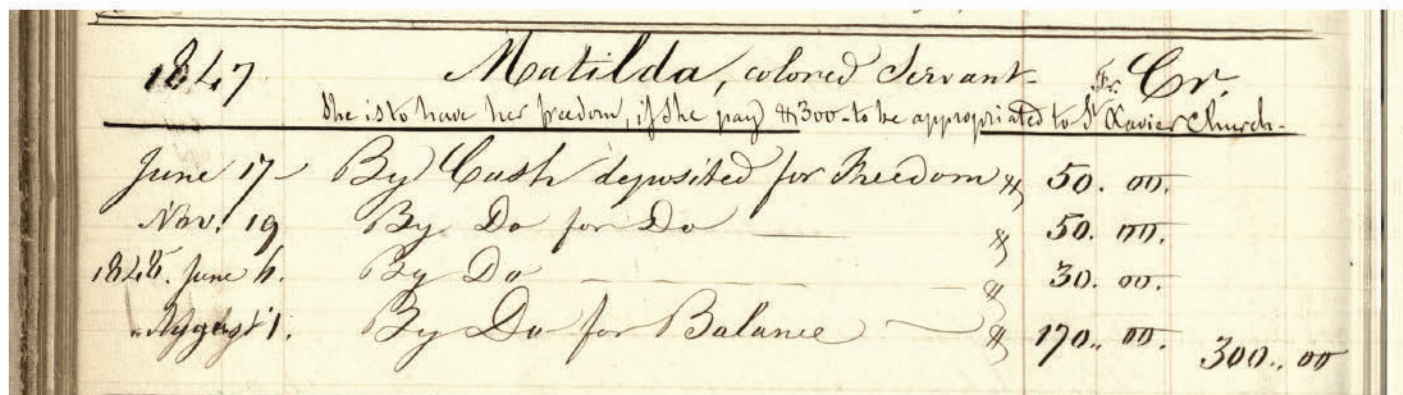 1847 Matilda, colored Servant - Fr. Cr.
She is to have her freedom, if she pay $300 - to be appropriated to St Xavier Church -
June 17 - By Cash deposited for Freedom $ 50. 00.
Nov. 19 By Do for Do — $ 50. 00.
1848. June 6. By Do — — — $ 30. 00.
" August 1. By Do for Balance — $ 170.. 00. 300.. 00